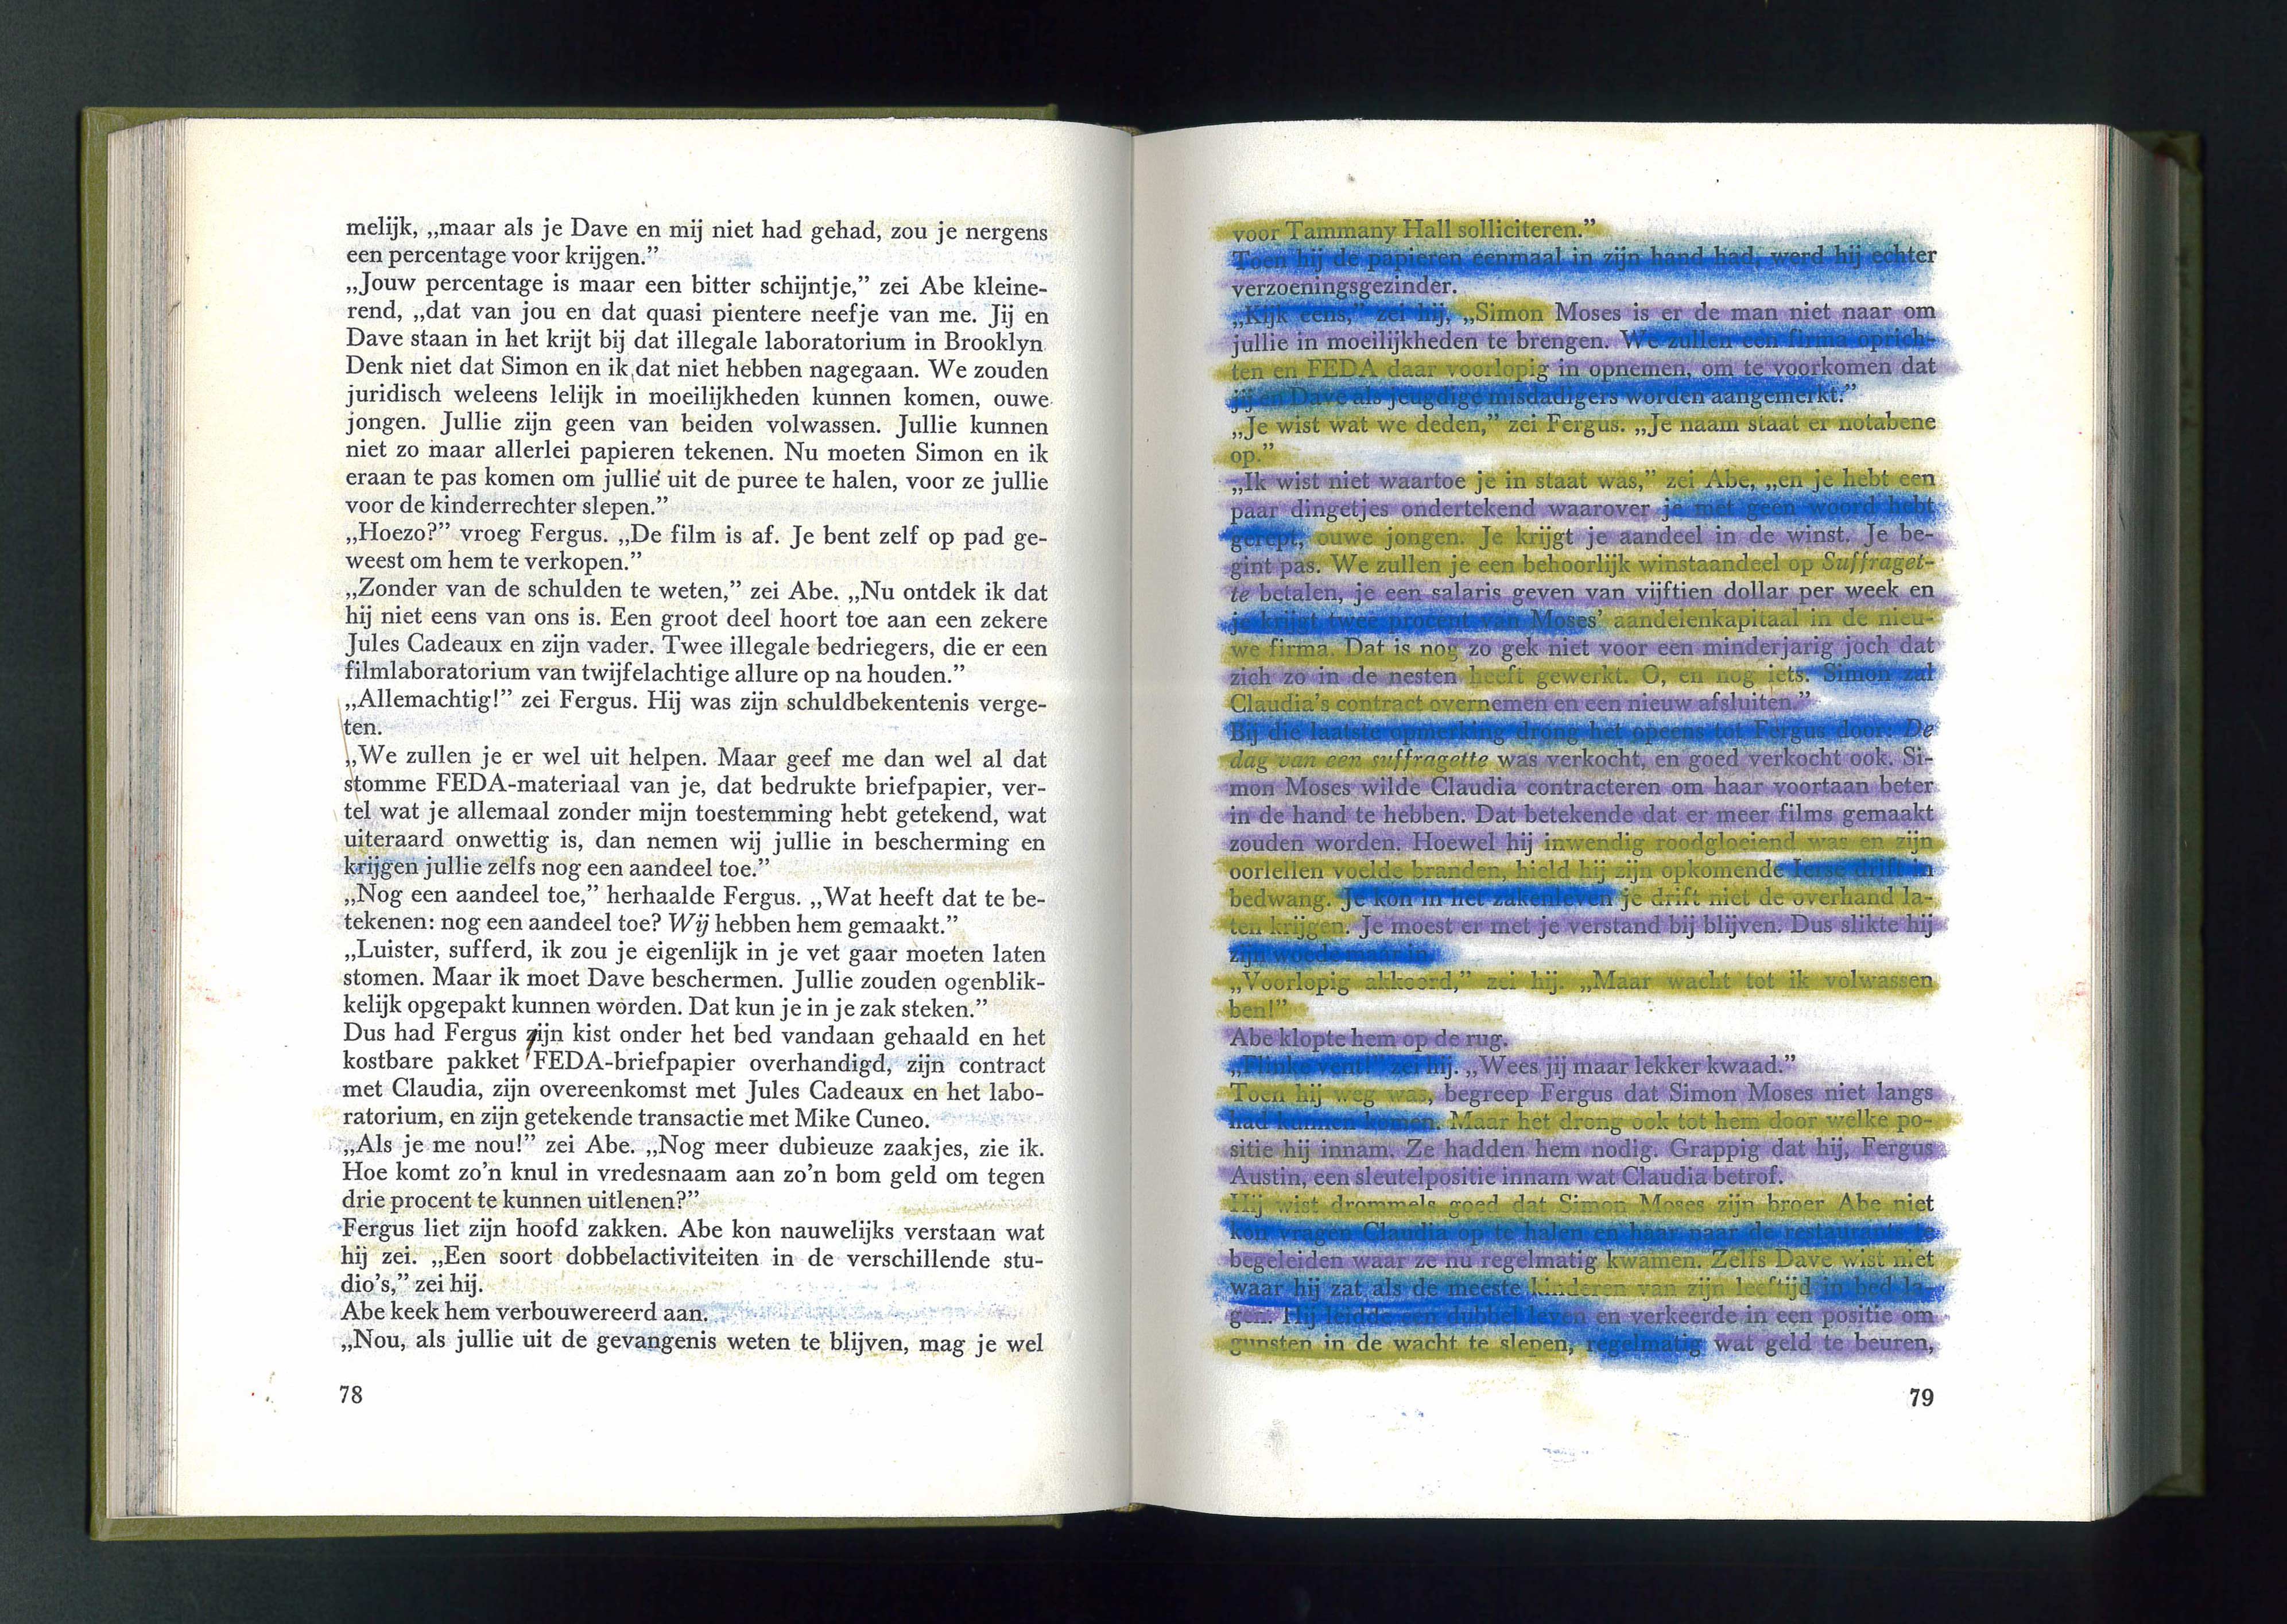 melijk, „maar als je Dave en mij niet had gehad, zou je nergens
een percentage voor krijgen.”
„Jouw percentage is maar een bitter schijntje,” zei Abe kleine-
rend, „dat van jou en dat quasi pientere neefje van me. Jij en
Dave staan in het krijt bij dat illegale laboratorium in Brooklyn
Denk niet dat Simon en ik dat niet hebben nagegaan. We zouden
juridisch weleens lelijk in moeilijkheden kunnen komen, ouwe
jongen. Jullie zijn geen van beiden volwassen. Jullie kunnen
niet zo maar allerlei papieren tekenen. Nu moeten Simon en ik
eraan te pas komen om jullie uit de puree te halen, voor ze jullie
voor de kinderrechter slepen.”
„Hoezo?” vroeg Fergus. „De film is af. Je bent zelf op pad ge-
weest om hem te verkopen.”
„Zonder van de schulden te weten,” zei Abe. „Nu ontdek ik dat
hij niet eens van ons is. Een groot deel hoort toe aan een zekere
Jules Cadeaux en zijn vader. Twee illegale bedriegers, die er een
filmlaboratorium van twijfelachtige allure op na houden.”
„Allemachtig!” zei Fergus. Hij was zijn schuldbekentenis verge-
ten.
„We zullen je er wel uit helpen. Maar geef me dan wel al dat
stomme FEDA-materiaal van je, dat bedrukte briefpapier, ver-
tel wat je allemaal zonder mijn toestemming hebt getekend, wat
uiteraard onwettig is, dan nemen wij jullie in bescherming en
krijgen jullie zelfs nog een aandeel toe.”
„Nog een aandeel toe,” herhaalde Fergus. „Wat heeft dat te be-
tekenen: nog een aandeel toe? Wij hebben hem gemaakt.”
„Luister, sufferd, ik zou je eigenlijk in je vet gaar moeten laten
stomen. Maar ik moet Dave beschermen. Jullie zouden ogenblik-
kelijk opgepakt kunnen worden. Dat kun je in je zak steken.”
Dus had Fergus zijn kist onder het bed vandaan gehaald en het
kostbare pakket FEDA-briefpapier overhandigd, zijn contract
met Claudia, zijn overeenkomst met Jules Cadeaux en het labo-
ratorium, en zijn getekende transactie met Mike Cuneo.
„Als je me nou!” zei Abe. „Nog meer dubieuze zaakjes, zie ik.
Hoe komt zo’n knul in vredesnaam aan zo’n bom geld om tegen
drie procent te kunnen uitlenen?”
Fergus liet zijn hoofd zakken. Abe kon nauwelijks verstaan wat
hij zei. „Een soort dobbelactiviteiten in de verschillende stu-
dio’s,” zei hij.
Abe keek hem verbouwereerd aan.
„Nou, als jullie uit de gevangenis weten te blijven, mag je wel
78
voor Tammany Hall solliciteren.”
Toen hij de papieren eenmaal in zijn hand had, werd hij echter
verzoeningsgezinder.
„Kijk eens,” zei hij, „Simon Moses is er de man niet naar om
jullie in moeilijkheden te brengen. We zullen een firma oprich-
ten en FEDA daar voorlopig in opnemen, om te voorkomen dat
jij en Dave als jeugdige misdadigers worden aangemerkt.”
„Je wist wat we deden,” zei Fergus. „Je naam staat er notabene
op.”
„Ik wist niet waartoe je in staat was,” zei Abe, „en je hebt een
paar dingetjes ondertekend waarover je met geen woord hebt
gerept, ouwe jongen. Je krijgt je aandeel in de winst. Je be-
gint pas. We zullen je een behoorlijk winstaandeel op Suffraget-
te betalen, je een salaris geven van vijftien dollar per week en
je krijgt twee procent van Moses’ aandelenkapitaal in de nieu-
we firma. Dat is nog zo gek niet voor een minderjarig joch dat
zich zo in de nesten heeft gewerkt. O, en nog iets. Simon zal
Claudia’s contract overnemen en een nieuw afsluiten.”
Bij die laatste opmerking drong het opeens tot Fergus door: De
dag van een suffragette was verkocht, en goed verkocht ook. Si-
mon Moses wilde Claudia contracteren om haar voortaan beter
in de hand te hebben. Dat betekende dat er meer films gemaakt
zouden worden. Hoewel hij inwendig roodgloeiend was en zijn
oorlellen voelde branden, hield hij zijn opkomende Ierse drift in
bedwang. Je kon in het zakenleven je drift niet de overhand la-
ten krijgen. Je moest er met je verstand bij blijven. Dus slikte hij
zijn woede maar in.
„Voorlopig akkoord,” zei hij. „Maar wacht tot ik volwassen
ben!”
Abe klopte hem op de rug.
„Flinke vent!” zei hij. „Wees jij maar lekker kwaad.”
Toen hij weg was, begreep Fergus dat Simon Moses niet langs
had kunnen komen. Maar het drong ook tot hem door welke po-
sitie hij innam. Ze hadden hem nodig. Grappig dat hij, Fergus
Austin, een sleutelpositie innam wat Claudia betrof.
Hij wist drommels goed dat Simon Moses zijn broer Abe niet
kon vragen Claudia op te halen en haar naar de restaurants te
begeleiden waar ze nu regelmatig kwamen. Zelfs Dave wist niet
waar hij zat als de meeste kinderen van zijn leeftijd in bed la-
gen. Hij leidde een dubbel leven en verkeerde in een positie om
gunsten in de wacht te slepen, regelmatig wat geld te beuren,
79